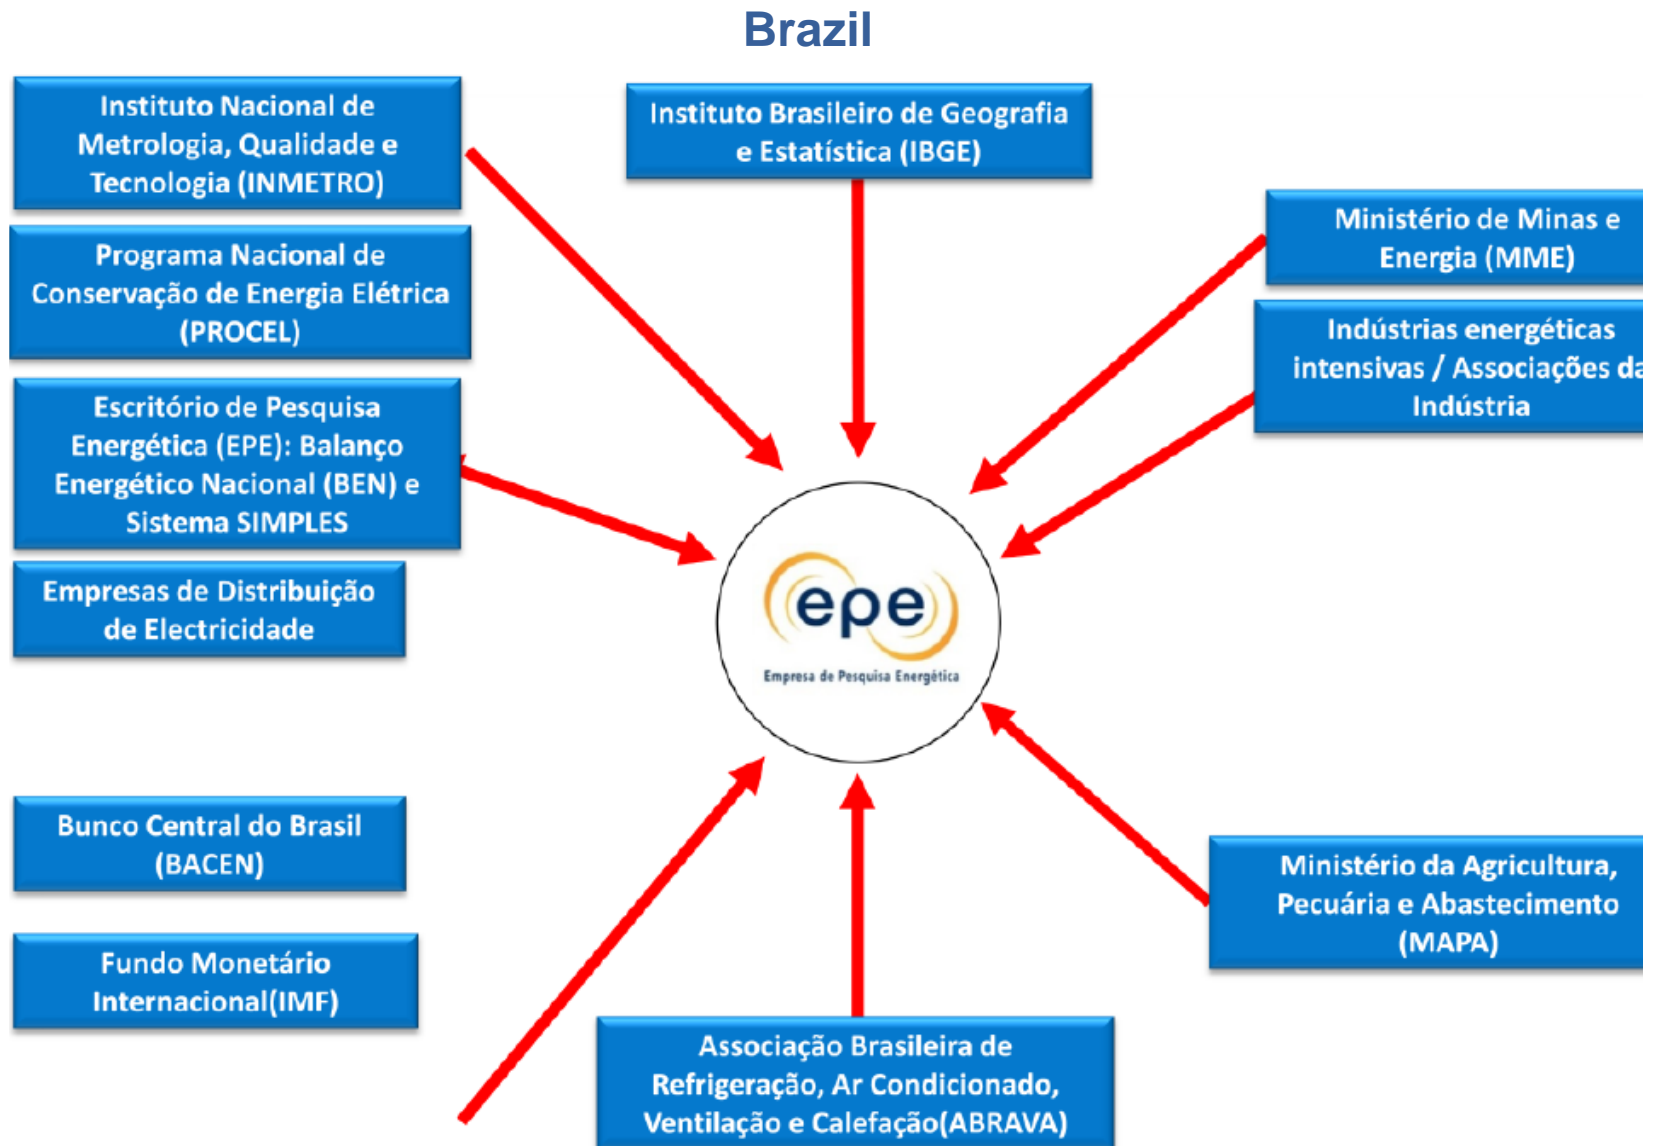 Brazil
Instituto Nacional de
Metrologia, Qualidade e
Tecnologia (INMETRO)
Programa Nacional de
Conservação de Energia Elétrica
(PROCEL)
Escritório de Pesquisa
Energética (EPE): Balanço
Energético Nacional (BEN) e
Sistema SIMPLES
Empresas de Distribuição
de Electricidade
Bunco Central do Brasil
(BACEN)
Fundo Monetário
Internacional(IMF)
Instituto Brasileiro de Geografia
e Estatística (IBGE)
epe
Empresa de Pesquisa Energética
Associação Brasileira de
Refrigeração, Ar Condicionado,
Ventilação e Calefação(ABRAVA)
Ministério de Minas e
Energia (MME)
Indústrias energéticas
intensivas / Associações da
Indústria
Ministério da Agricultura,
Pecuária e Abastecimento
(MAPA)